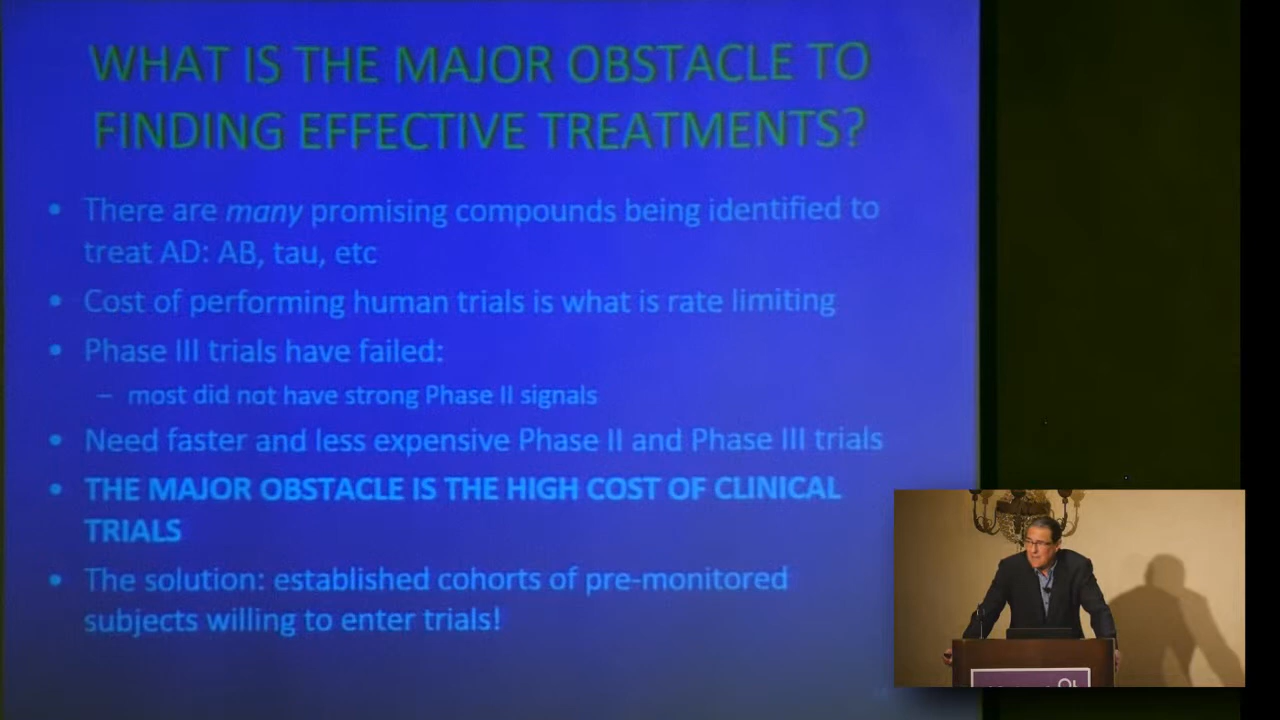 WHAT IS THE MAJOR OBSTACLE TO
FINDING EFFECTIVE TREATMENTS?
• There are many promising compounds being identified to
treat AD: AB, tau, etc
• Cost of performing human trials is what is rate limiting
• Phase III trials have failed:
– most did not have strong Phase II signals
• Need faster and less expensive Phase II and Phase III trials
• THE MAJOR OBSTACLE IS THE HIGH COST OF CLINICAL
TRIALS
• The solution: established cohorts of pre-monitored
subjects willing to enter trials!